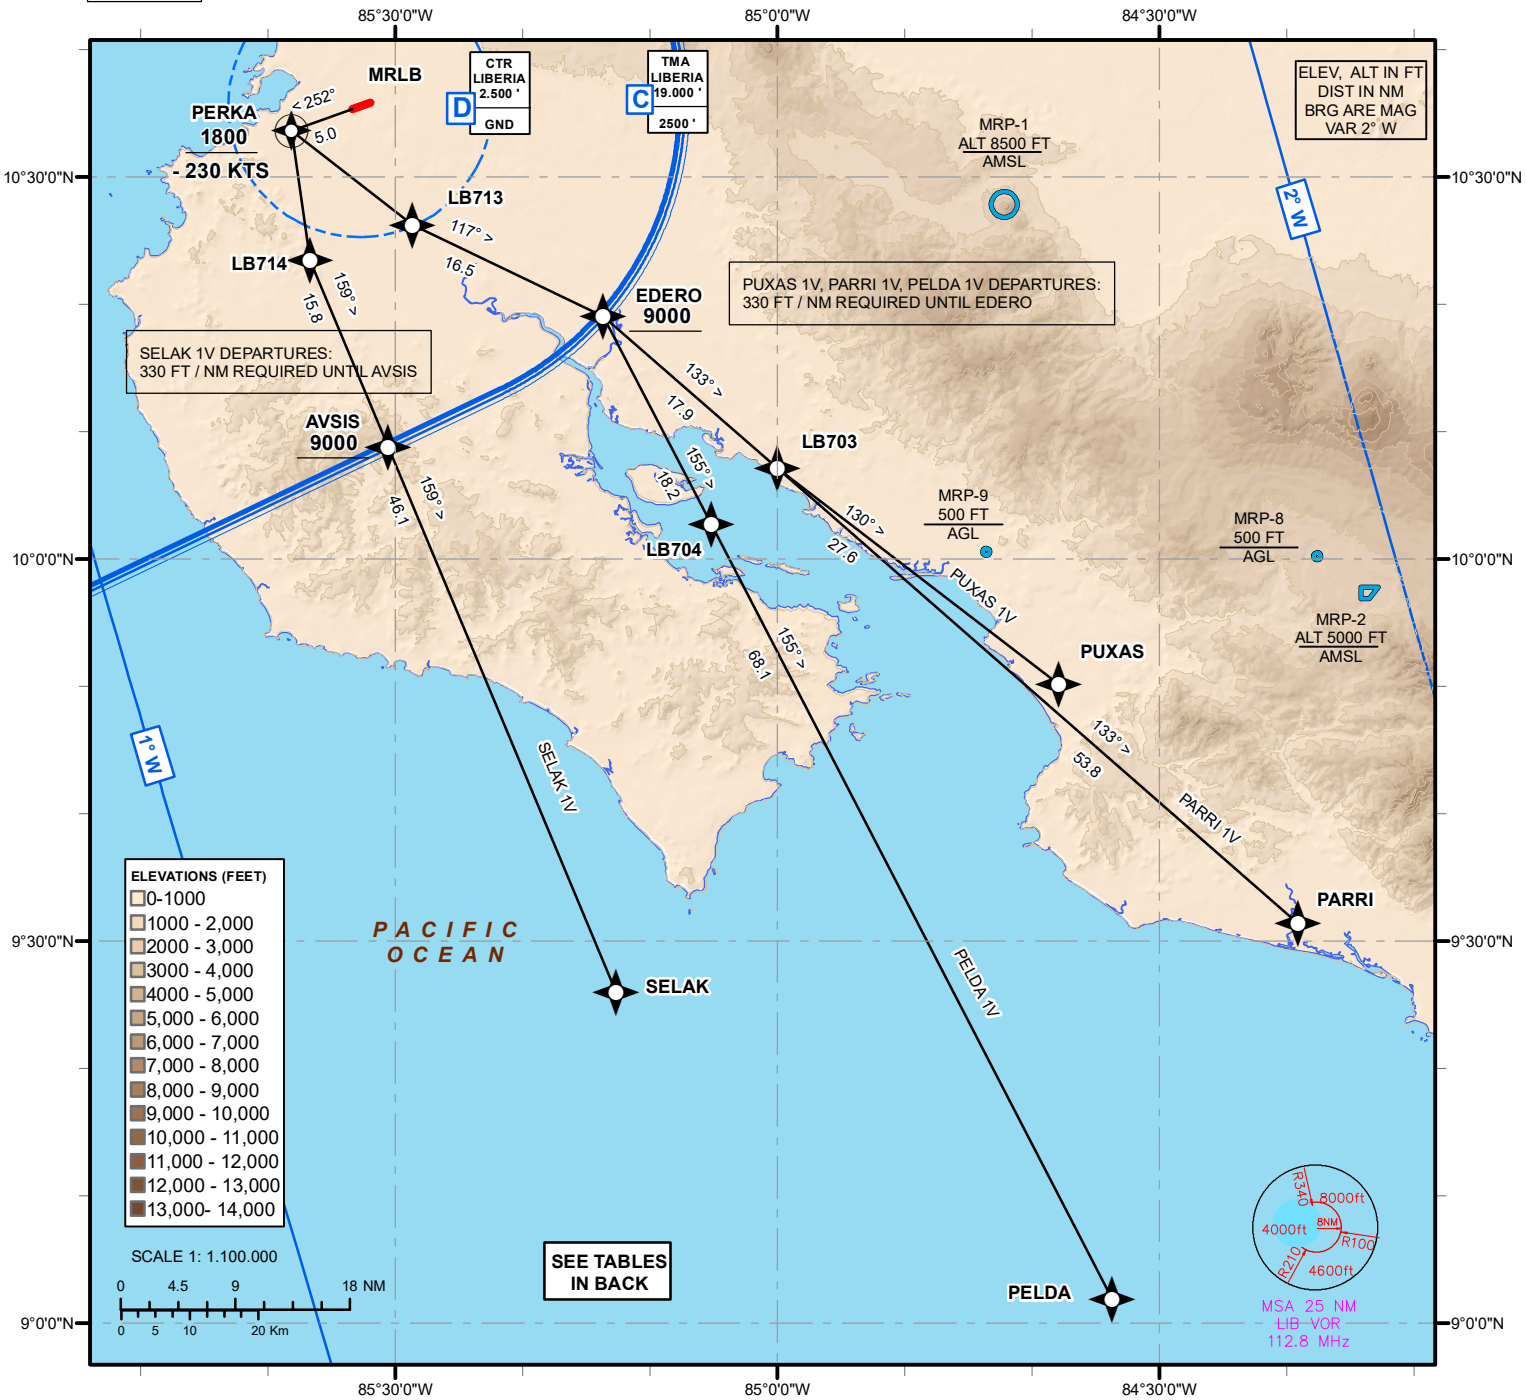 85°30'0"W
85°0'0"W
84°30'0"W
MRLB
< 252°
5.0
PERKA
1800
- 230 KTS
CTR
LIBERIA
2.500 '
GND
D
TMA
LIBERIA
19.000 '
2500 '
C
ELEV, ALT IN FT
DIST IN NM
BRG ARE MAG
VAR 2° W
MRP-1
ALT 8500 FT
AMSL
10°30'0"N
10°30'0"N
2° W
LB713
117° >
16.5
LB714
159° >
15.8
EDERO
9000
PUXAS 1V, PARRI 1V, PELDA 1V DEPARTURES:
330 FT / NM REQUIRED UNTIL EDERO
SELAK 1V DEPARTURES:
330 FT / NM REQUIRED UNTIL AVSIS
133° >
17.9
AVSIS
9000
LB703
155° >
18.2
159° >
46.1
130° >
27.6
MRP-9
500 FT
AGL
MRP-8
500 FT
AGL
LB704
10°0'0"N
10°0'0"N
PUXAS 1V
MRP-2
ALT 5000 FT
AMSL
155° >
68.1
PUXAS
1° W
133° >
53.8
SELAK 1V
PARRI 1V
ELEVATIONS (FEET)
0-1000
1000 - 2,000
2000 - 3,000
3000 - 4,000
4000 - 5,000
5,000 - 6,000
6,000 - 7,000
7,000 - 8,000
8,000 - 9,000
9,000 - 10,000
10,000 - 11,000
11,000 - 12,000
12,000 - 13,000
13,000- 14,000
PARRI
PACIFIC
OCEAN
9°30'0"N
9°30'0"N
SELAK
PELDA 1V
SCALE 1: 1.100.000
0 4.5 9 18 NM
0 5 10 20 Km
SEE TABLES
IN BACK
PELDA
R340
8000ft
4000ft
8NM
R100
R210
4600ft
MSA 25 NM
LIB VOR
112.8 MHz
9°0'0"N
9°0'0"N
85°30'0"W
85°0'0"W
84°30'0"W